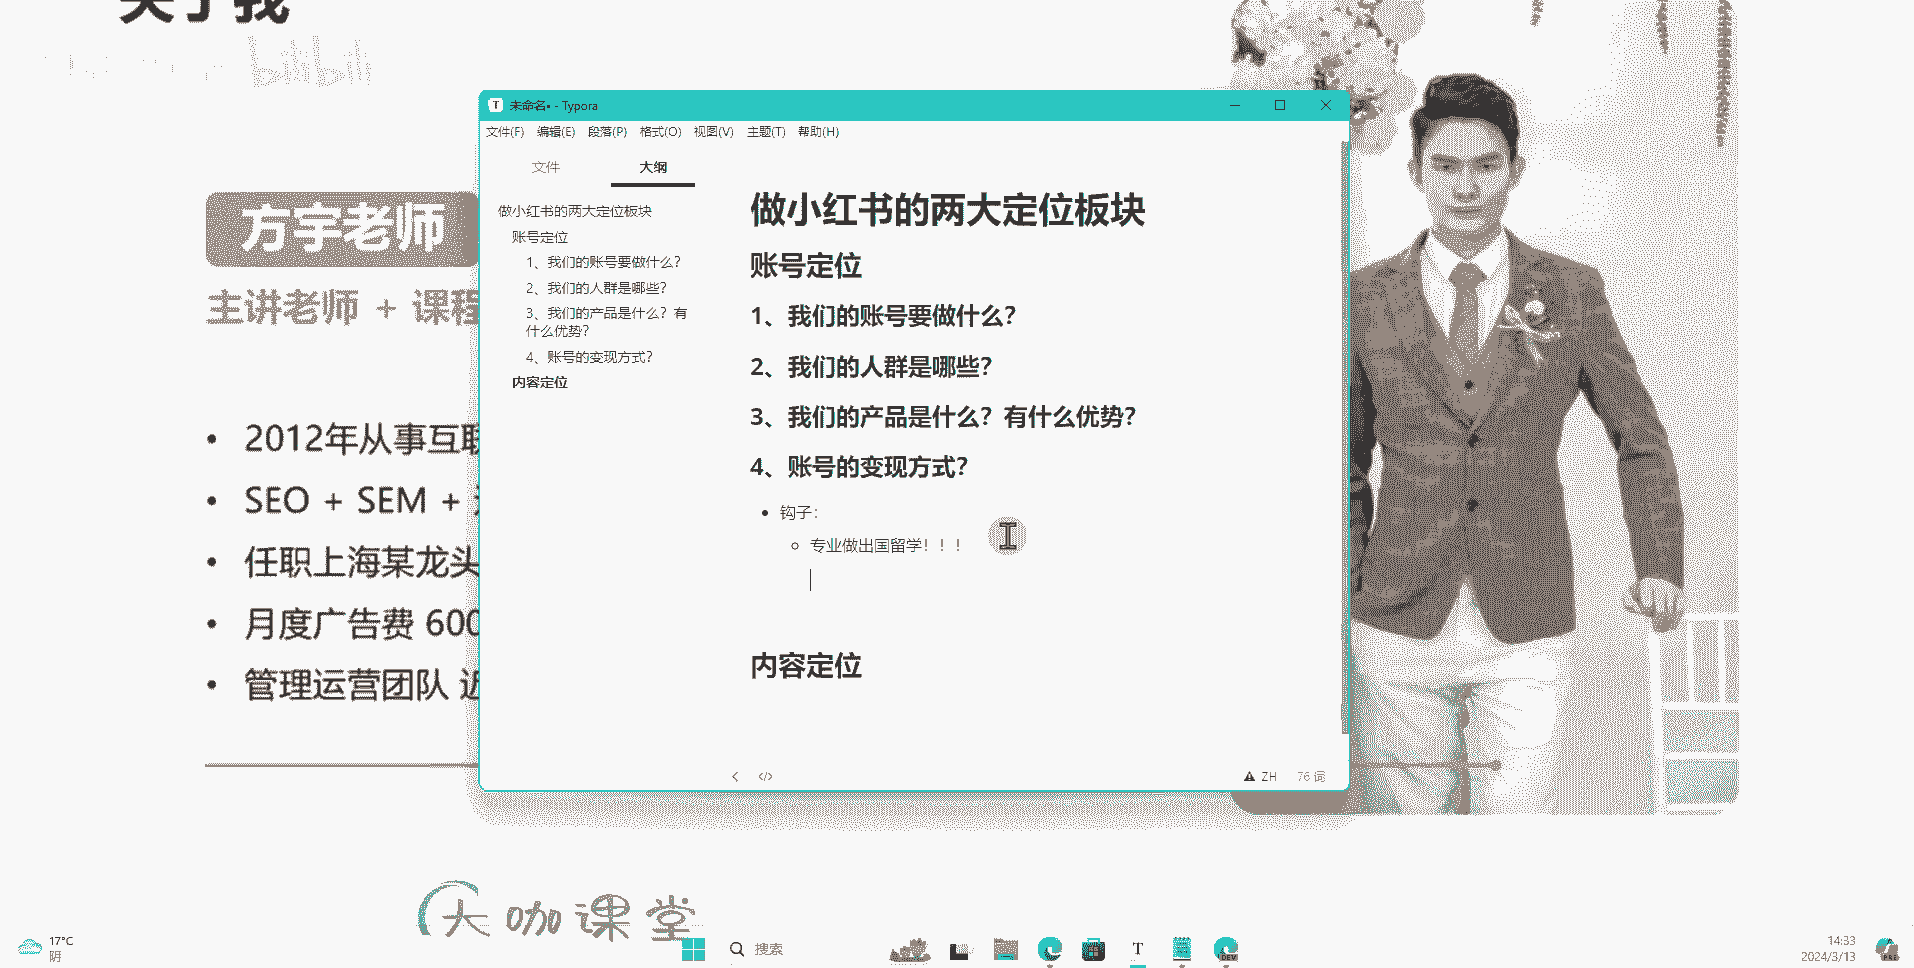 关于我
bilibili
方宇老师
主讲老师 + 课程
• 2012年从事互联
• SEO + SEM +
• 任职上海某龙头
• 月度广告费 600
• 管理运营团队 近
未命名• - Typora
文件(F) 编辑(E) 段落(P) 格式(O) 视图(V) 主题(T) 帮助(H)
文件 大纲
做小红书的两大定位板块
账号定位
1、我们的账号要做什么？
2、我们的人群是哪些？
3、我们的产品是什么？有
什么优势？
4、账号的变现方式？
内容定位
做小红书的两大定位板块
账号定位
1、我们的账号要做什么？
2、我们的人群是哪些？
3、我们的产品是什么？有什么优势？
4、账号的变现方式？
• 钩子：
专业做出国留学！！！
内容定位
ZH 76 词
大咖课堂
17°C
阴
搜索
T
DEV
14:33
2024/3/13
PRE